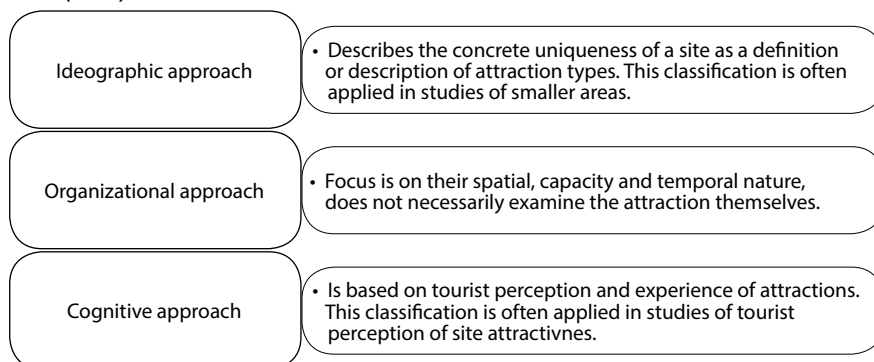 Ideographic approach
• Describes the concrete uniqueness of a site as a definition
or description of attraction types. This classification is often
applied in studies of smaller areas.
Organizational approach
• Focus is on their spatial, capacity and temporal nature,
does not necessarily examine the attraction themselves.
Cognitive approach
• Is based on tourist perception and experience of attractions.
This classification is often applied in studies of tourist
perception of site attractivnes.